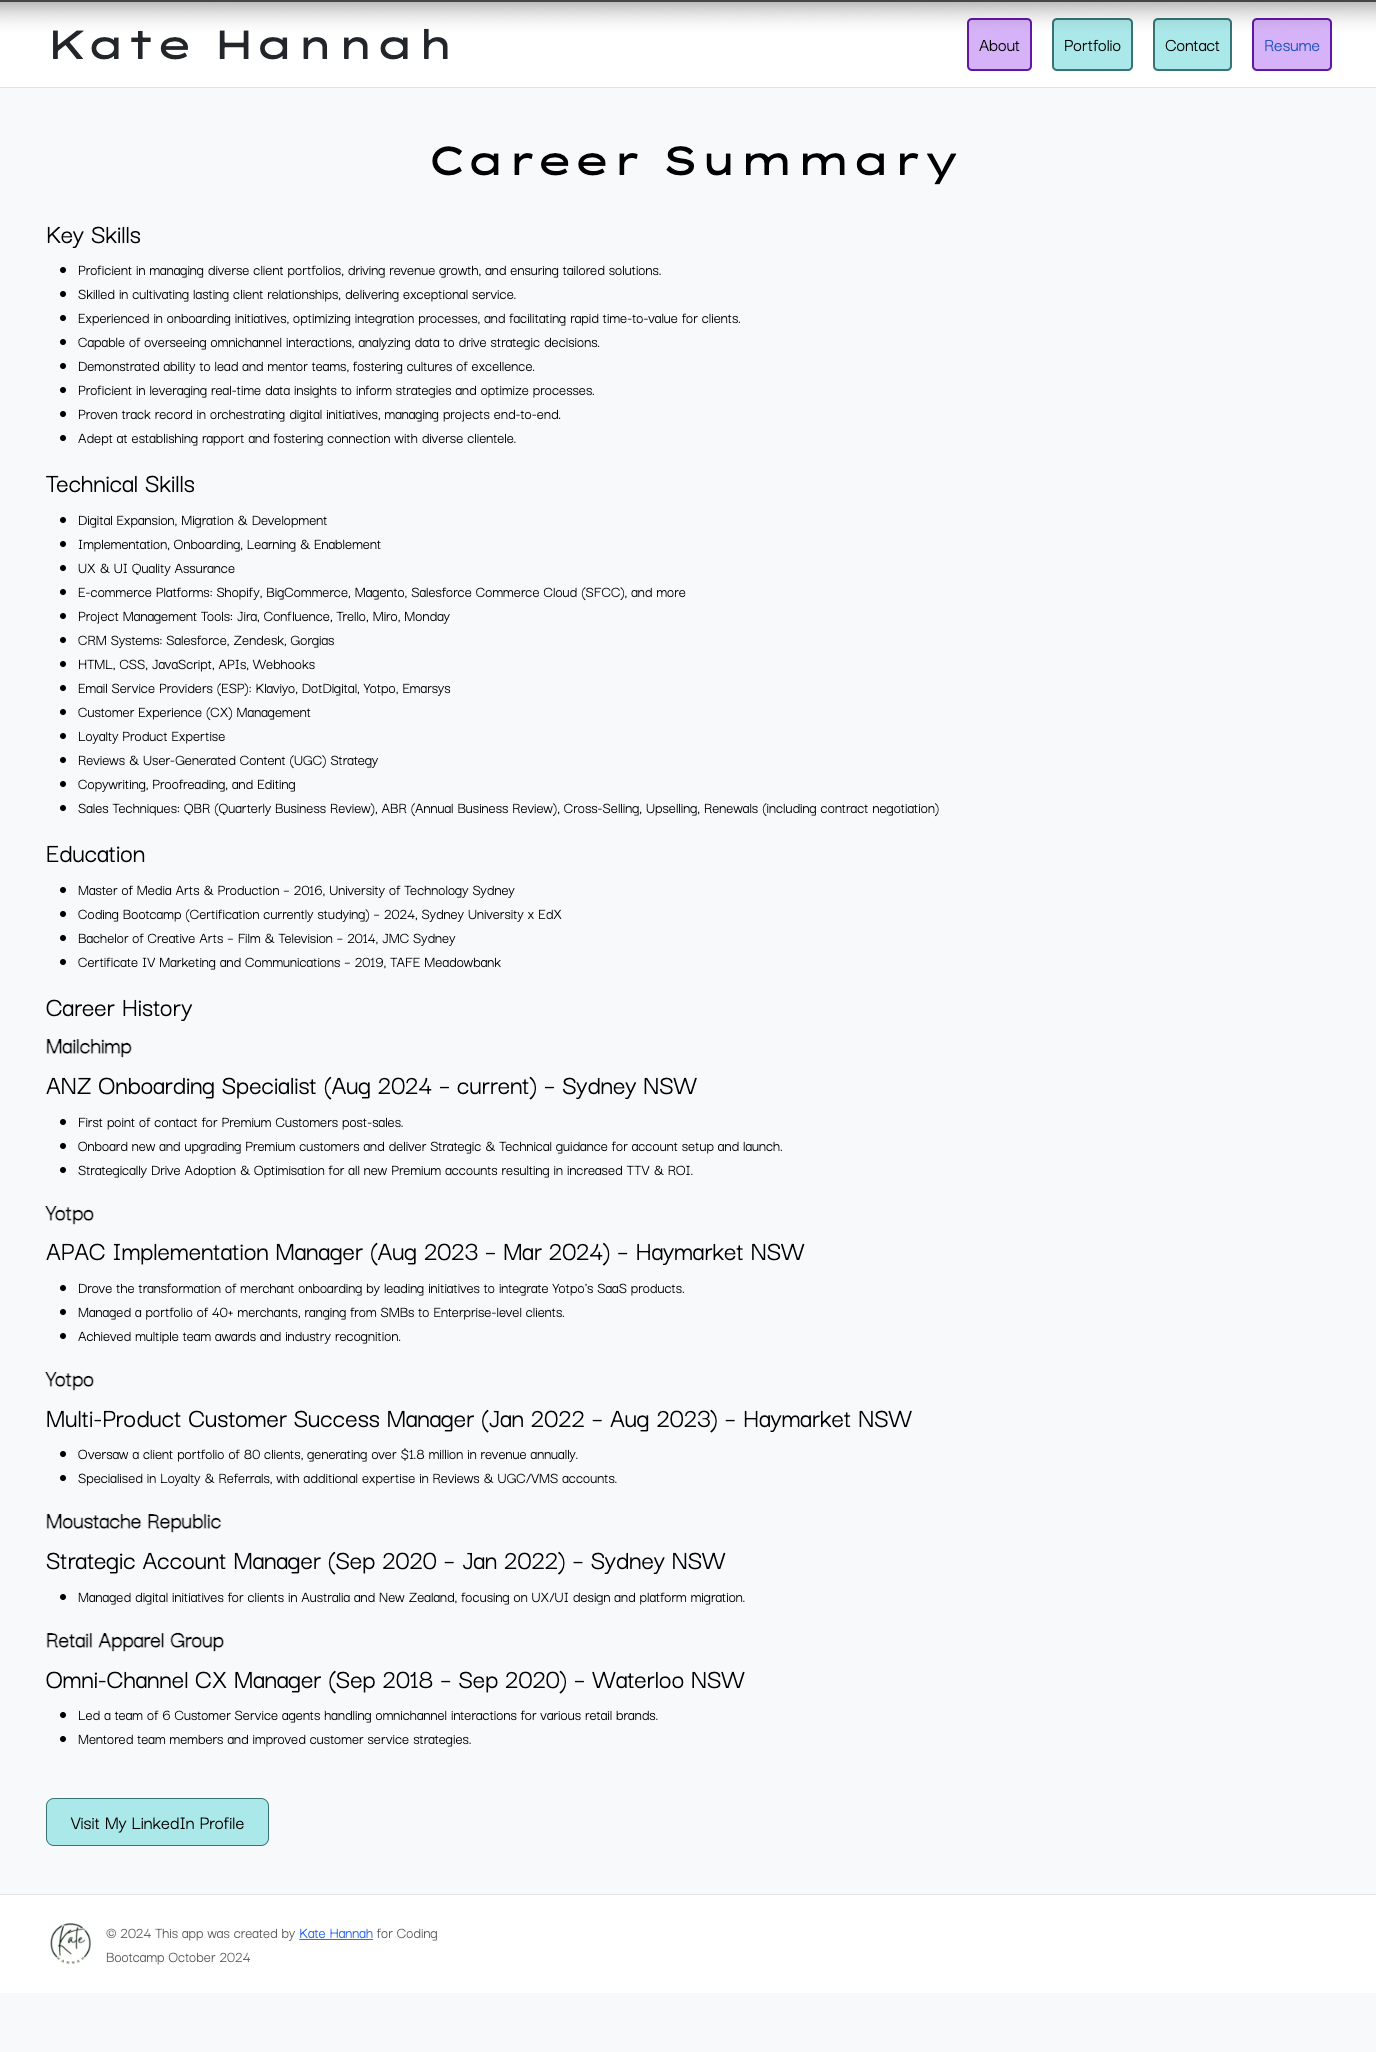 Kate Hannah
About
Portfolio
Contact
Resume
Career Summary
Key Skills
Proficient in managing diverse client portfolios, driving revenue growth, and ensuring tailored solutions.
Skilled in cultivating lasting client relationships, delivering exceptional service.
Experienced in onboarding initiatives, optimizing integration processes, and facilitating rapid time-to-value for clients.
Capable of overseeing omnichannel interactions, analyzing data to drive strategic decisions.
Demonstrated ability to lead and mentor teams, fostering cultures of excellence.
Proficient in leveraging real-time data insights to inform strategies and optimize processes.
Proven track record in orchestrating digital initiatives, managing projects end-to-end.
Adept at establishing rapport and fostering connection with diverse clientele.
Technical Skills
Digital Expansion, Migration & Development
Implementation, Onboarding, Learning & Enablement
UX & UI Quality Assurance
E-commerce Platforms: Shopify, BigCommerce, Magento, Salesforce Commerce Cloud (SFCC), and more
Project Management Tools: Jira, Confluence, Trello, Miro, Monday
CRM Systems: Salesforce, Zendesk, Gorgias
HTML, CSS, JavaScript, APIs, Webhooks
Email Service Providers (ESP): Klaviyo, DotDigital, Yotpo, Emarsys
Customer Experience (CX) Management
Loyalty Product Expertise
Reviews & User-Generated Content (UGC) Strategy
Copywriting, Proofreading, and Editing
Sales Techniques: QBR (Quarterly Business Review), ABR (Annual Business Review), Cross-Selling, Upselling, Renewals (including contract negotiation)
Education
Master of Media Arts & Production – 2016, University of Technology Sydney
Coding Bootcamp (Certification currently studying) – 2024, Sydney University x EdX
Bachelor of Creative Arts – Film & Television – 2014, JMC Sydney
Certificate IV Marketing and Communications – 2019, TAFE Meadowbank
Career History
Mailchimp
ANZ Onboarding Specialist (Aug 2024 – current) – Sydney NSW
First point of contact for Premium Customers post-sales.
Onboard new and upgrading Premium customers and deliver Strategic & Technical guidance for account setup and launch.
Strategically Drive Adoption & Optimisation for all new Premium accounts resulting in increased TTV & ROI.
Yotpo
APAC Implementation Manager (Aug 2023 – Mar 2024) – Haymarket NSW
Drove the transformation of merchant onboarding by leading initiatives to integrate Yotpo's SaaS products.
Managed a portfolio of 40+ merchants, ranging from SMBs to Enterprise-level clients.
Achieved multiple team awards and industry recognition.
Yotpo
Multi-Product Customer Success Manager (Jan 2022 – Aug 2023) – Haymarket NSW
Oversaw a client portfolio of 80 clients, generating over $1.8 million in revenue annually.
Specialised in Loyalty & Referrals, with additional expertise in Reviews & UGC/VMS accounts.
Moustache Republic
Strategic Account Manager (Sep 2020 – Jan 2022) – Sydney NSW
Managed digital initiatives for clients in Australia and New Zealand, focusing on UX/UI design and platform migration.
Retail Apparel Group
Omni-Channel CX Manager (Sep 2018 – Sep 2020) – Waterloo NSW
Led a team of 6 Customer Service agents handling omnichannel interactions for various retail brands.
Mentored team members and improved customer service strategies.
Visit My LinkedIn Profile
Kate
© 2024 This app was created by Kate Hannah for Coding
Bootcamp October 2024